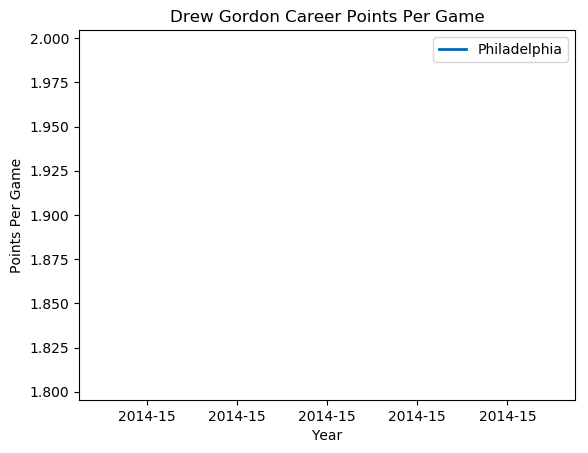 Drew Gordon Career Points Per Game
Philadelphia
Points Per Game
2.000
1.975
1.950
1.925
1.900
1.875
1.850
1.825
1.800
2014-15 2014-15 2014-15 2014-15 2014-15
Year